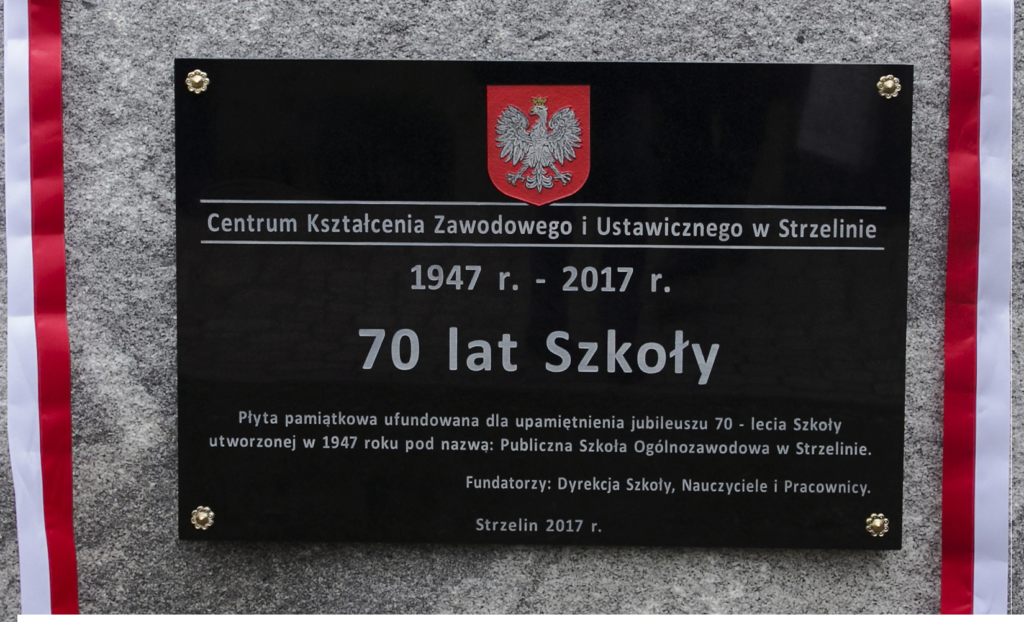 Centrum Kształcenia Zawodowego i Ustawicznego w Strzelinie
1947 r. - 2017 r.
70 lat Szkoły
Płyta pamiątkowa ufundowana dla upamiętnienia jubileuszu 70 - lecia Szkoły
utworzonej w 1947 roku pod nazwą: Publiczna Szkoła Ogólnozawodowa w Strzelinie.
Fundatorzy: Dyrekcja Szkoły, Nauczyciele i Pracownicy.
Strzelin 2017 r.